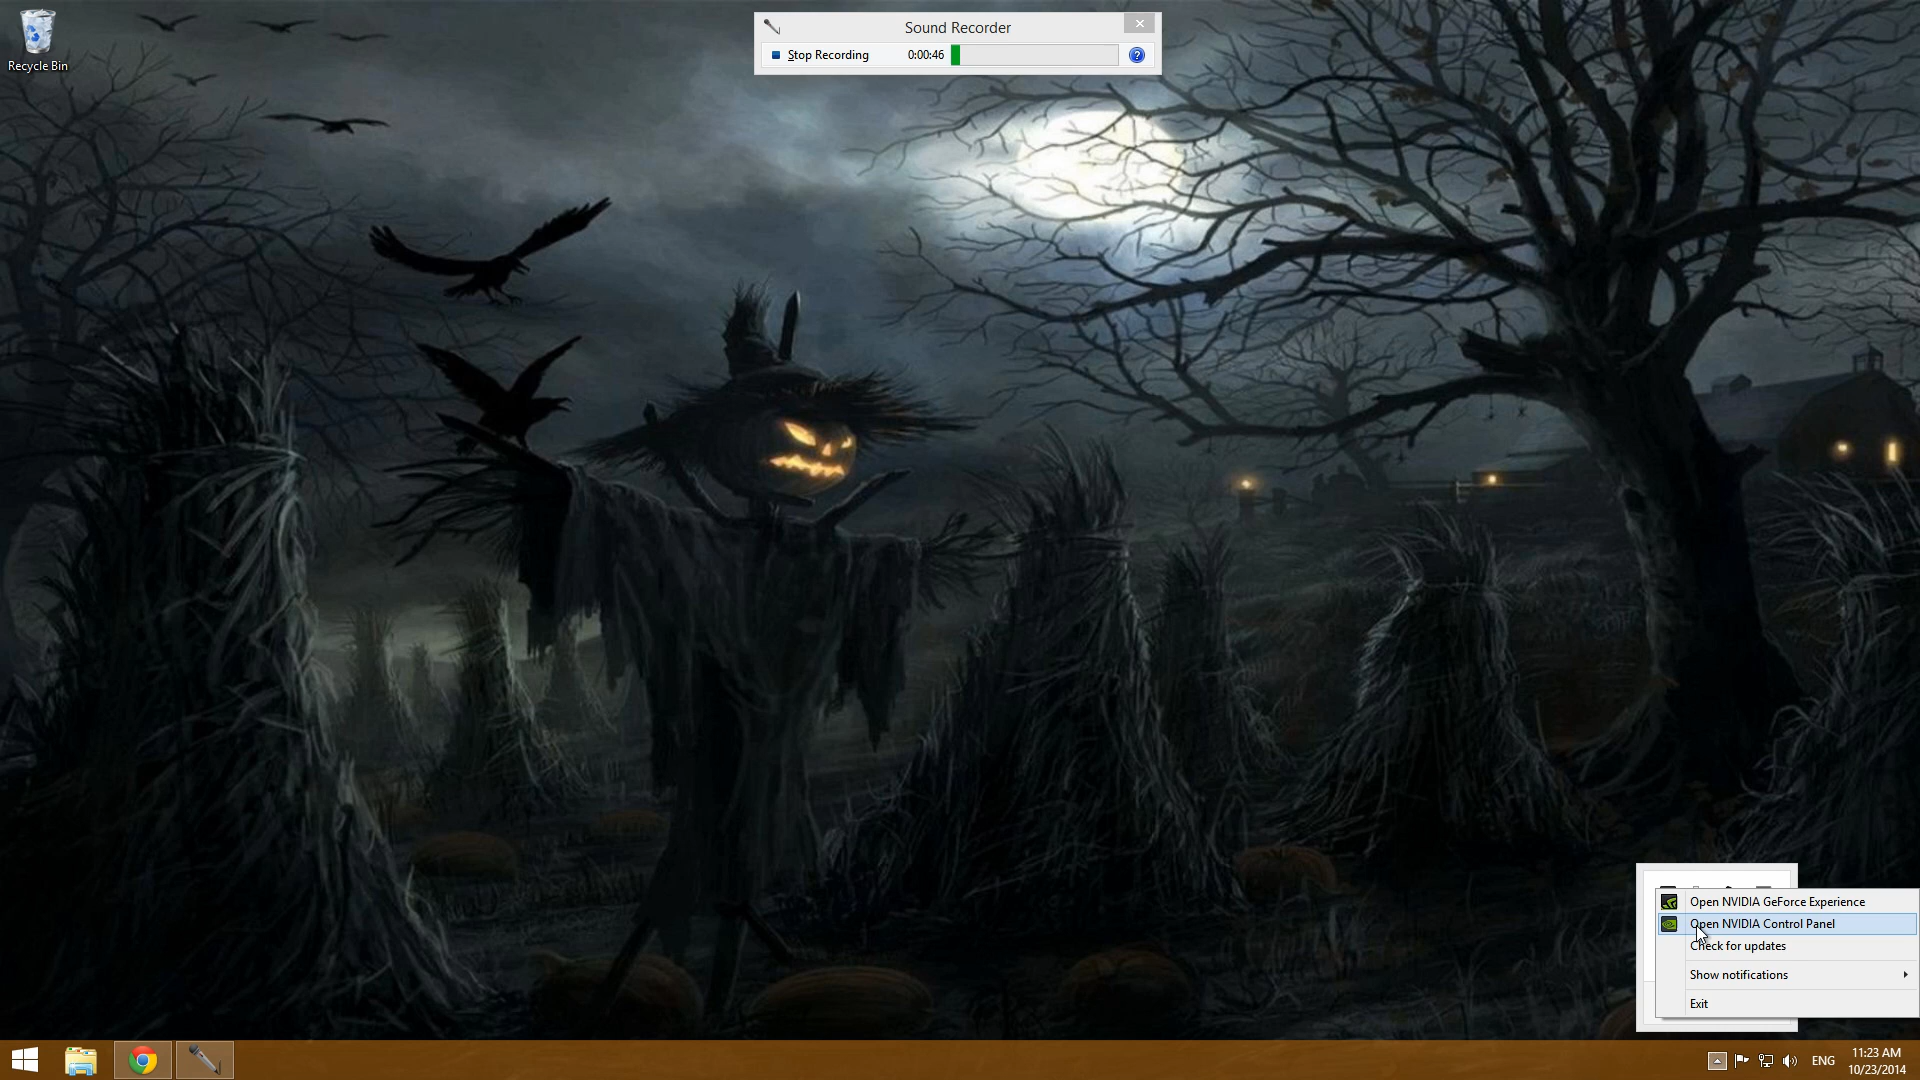 Recycle Bin
Sound Recorder
Stop Recording
0:00:46
Open NVIDIA GeForce Experience
Open NVIDIA Control Panel
Check for updates
Show notifications
Exit
ENG
11:23 AM
10/23/2014